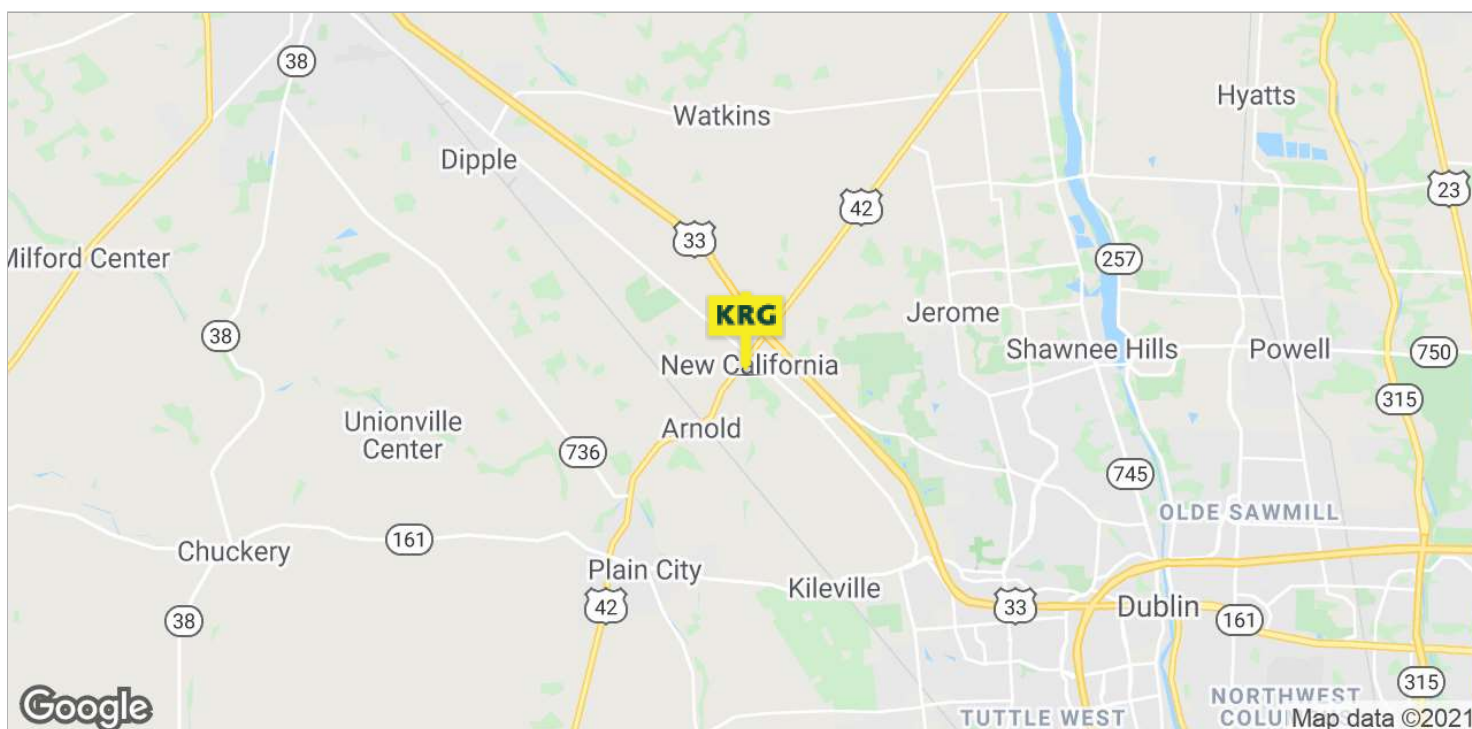 38
Hyatts
Watkins
Dipple
23
42
33
Milford Center
257
KRG
Jerome
38
Shawnee Hills
Powell
750
New California
315
Unionville
Center
Arnold
736
745
OLDE SAWMILL
161
Chuckery
Plain City
Kileville
42
33
Dublin
161
38
315
Google
NORTHWEST
TUTTLE WEST
Map data ©2021